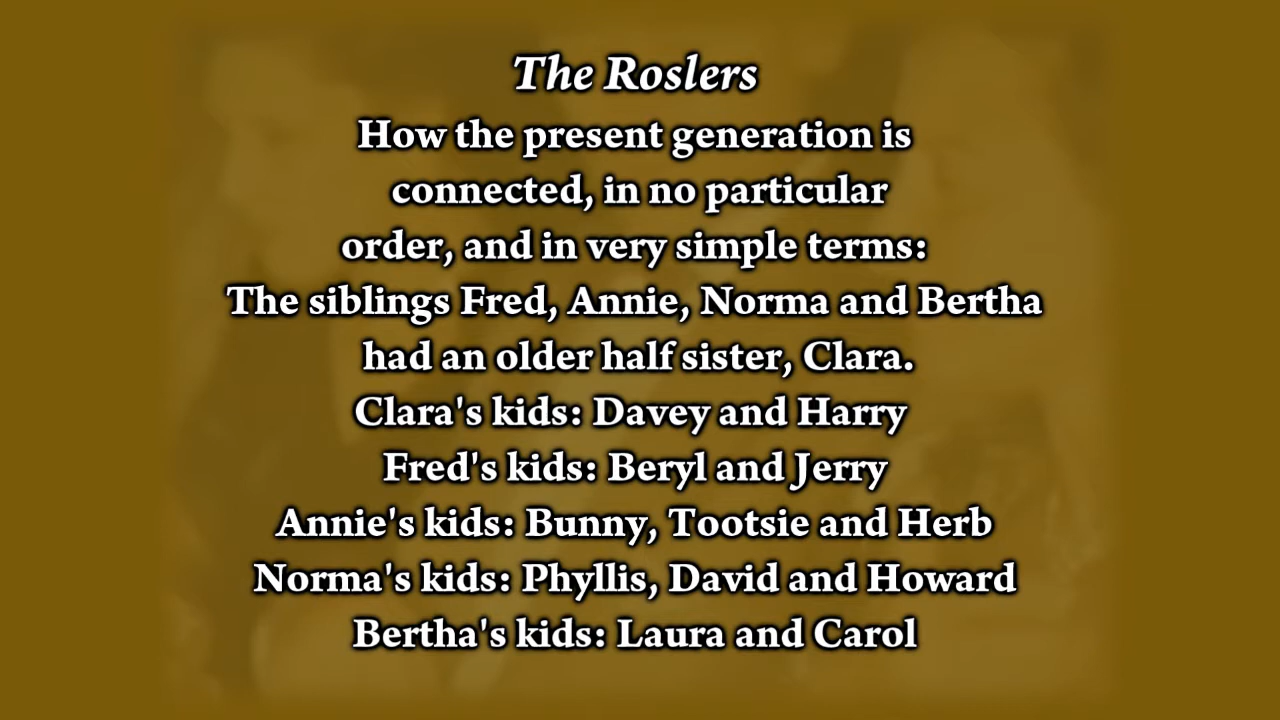 The Roslers
How the present generation is
connected, in no particular
order, and in very simple terms:
The siblings Fred, Annie, Norma and Bertha
had an older half sister, Clara.
Clara's kids: Davey and Harry
Fred's kids: Beryl and Jerry
Annie's kids: Bunny, Tootsie and Herb
Norma's kids: Phyllis, David and Howard
Bertha's kids: Laura and Carol